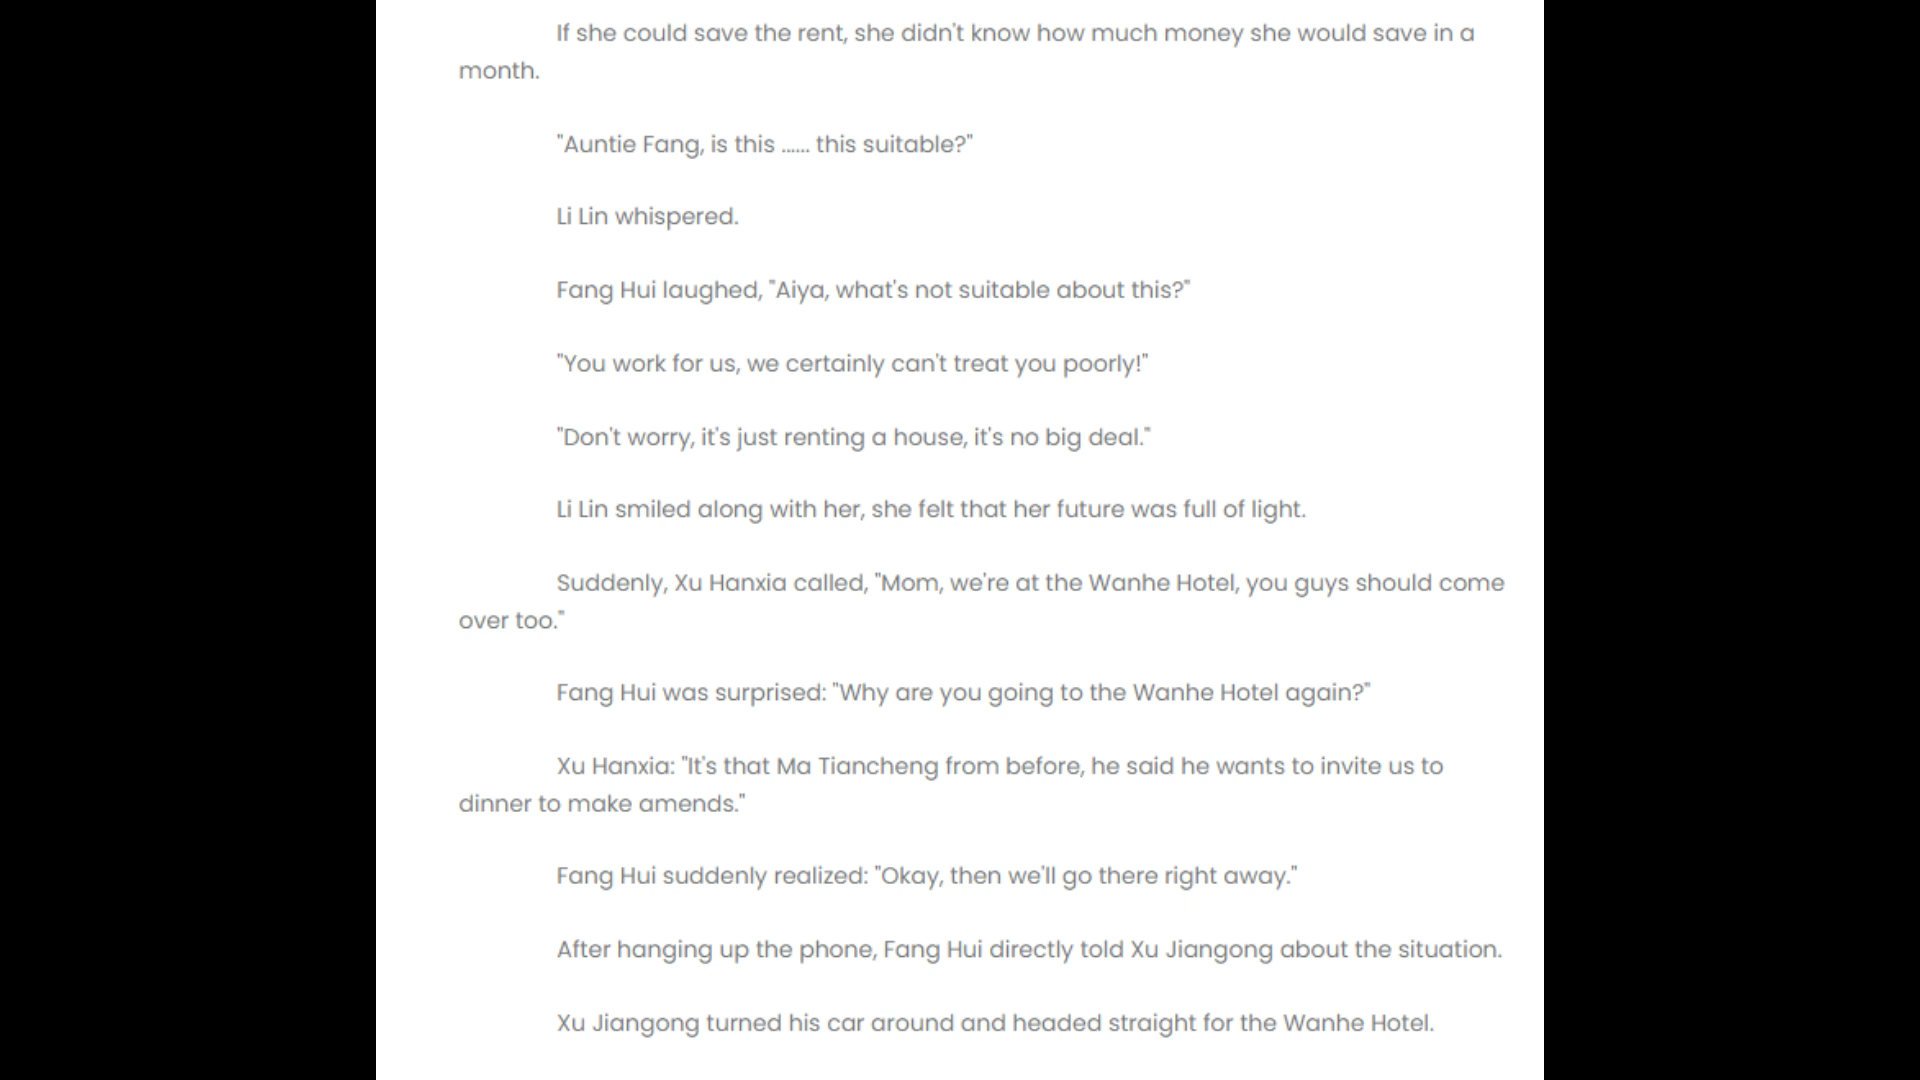 If she could save the rent, she didn't know how much money she would save in a
month.
"Auntie Fang, is this ...... this suitable?"
Li Lin whispered.
Fang Hui laughed, "Aiya, what's not suitable about this?"
"You work for us, we certainly can't treat you poorly!"
"Don't worry, it's just renting a house, it's no big deal."
Li Lin smiled along with her, she felt that her future was full of light.
Suddenly, Xu Hanxia called, "Mom, we're at the Wanhe Hotel, you guys should come
over too."
Fang Hui was surprised: "Why are you going to the Wanhe Hotel again?"
Xu Hanxia: "It's that Ma Tiancheng from before, he said he wants to invite us to
dinner to make amends."
Fang Hui suddenly realized: "Okay, then we'll go there right away."
After hanging up the phone, Fang Hui directly told Xu Jiangong about the situation.
Xu Jiangong turned his car around and headed straight for the Wanhe Hotel.